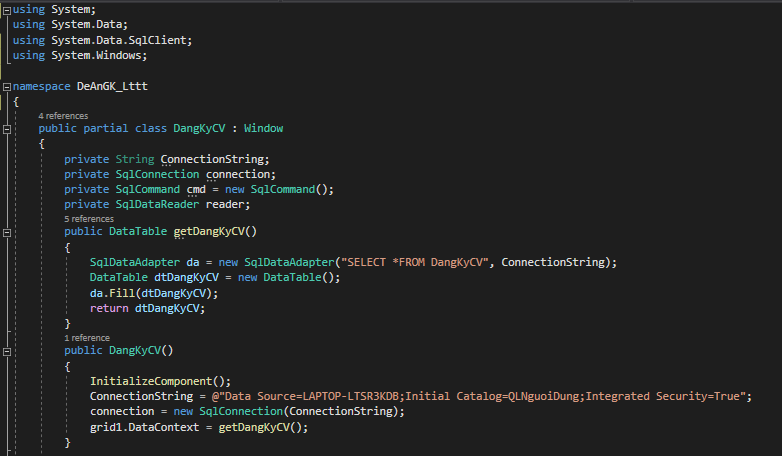 using System;
using System.Data;
using System.Data.SqlClient;
using System.Windows;
namespace DeAnGK_Lttt
{
4 references
public partial class DangKyCV : Window
{
private String ConnectionString;
private SqlConnection connection;
private SqlCommand cmd = new SqlCommand();
private SqlDataReader reader;
5 references
public DataTable getDangKyCV()
{
SqlDataAdapter da = new SqlDataAdapter("SELECT *FROM DangKyCV", ConnectionString);
DataTable dtDangKyCV = new DataTable();
da.Fill(dtDangKyCV);
return dtDangKyCV;
}
1 reference
public DangKyCV()
{
InitializeComponent();
ConnectionString = @"Data Source=LAPTOP-LTSR3KDB;Initial Catalog=QLNguoiDung;Integrated Security=True";
connection = new SqlConnection(ConnectionString);
grid1.DataContext = getDangKyCV();
}